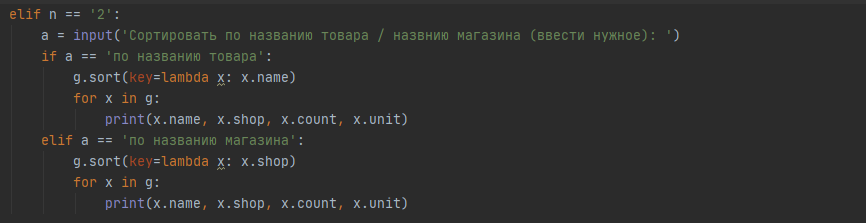 elif n == '2':
    a = input('Сортировать по названию товара / назвнию магазина (ввести нужное): ')
    if a == 'по названию товара':
        g.sort(key=lambda x: x.name)
        for x in g:
            print(x.name, x.shop, x.count, x.unit)
    elif a == 'по названию магазина':
        g.sort(key=lambda x: x.shop)
        for x in g:
            print(x.name, x.shop, x.count, x.unit)